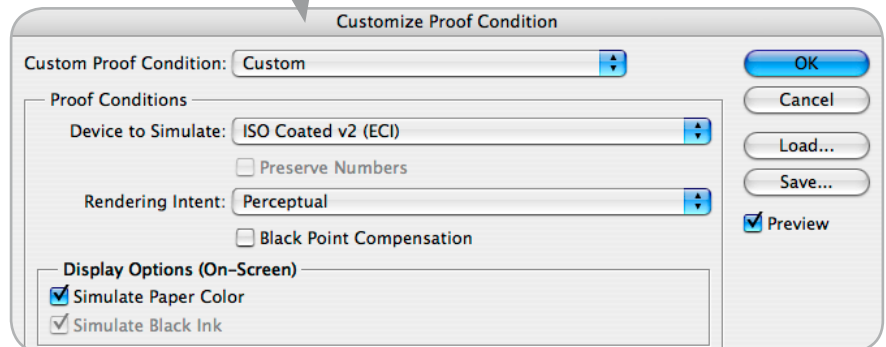 Customize Proof Condition
Custom Proof Condition: Custom
OK
Proof Conditions
Cancel
Device to Simulate: ISO Coated v2 (ECI)
Load...
Preserve Numbers
Save...
Rendering Intent: Perceptual
Preview
Black Point Compensation
Display Options (On-Screen)
Simulate Paper Color
Simulate Black Ink